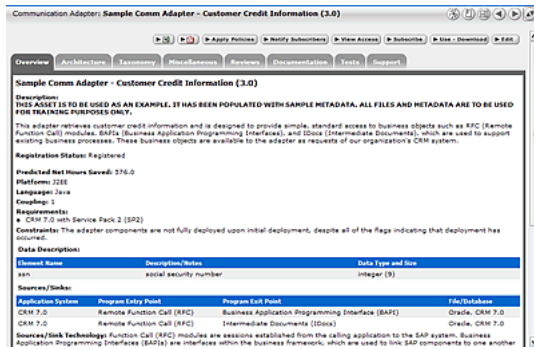 Communication Adapter: Sample Comm Adapter - Customer Credit Information (3.0)
Apply Policies Notify Subscribers View Access Subscribe Use - Download Edit
Overview Architecture Taxonomy Miscellaneous Reviews Documentation Tests Support
Sample Comm Adapter - Customer Credit Information (3.0)
Description:
THIS ASSET IS TO BE USED AS AN EXAMPLE. IT HAS BEEN POPULATED WITH SAMPLE METADATA. ALL FILES AND METADATA ARE TO BE USED
FOR TRAINING PURPOSES ONLY.
This adapter retrieves customer credit information and is designed to provide simple, standard access to business objects such as RFC (Remote
Function Call) modules, BAPIs (Business Application Programming Interfaces), and IDocs (Intermediate Documents), which are used to support
existing business processes. These business objects are available to the adapter as requests of our organization's CRM system.
Registration Status: Registered
Predicted Net Hours Saved: 376.0
Platform: J2EE
Language: Java
Coupling: 1
Requirements:
● CRM 7.0 with Service Pack 2 (SP2)
Constraints: The adapter components are not fully deployed upon initial deployment, despite all of the flags indicating that deployment has
occurred.
Data Description:
Element Name Description/Notes Data Type and Size
ssn social security number integer (9)
Sources/Sinks:
Application System Program Entry Point Program Exit Point File/Database
CRM 7.0 Remote Function Call (RFC) Business Application Programming Interface (BAPI) Oracle, CRM 7.0
CRM 7.0 Remote Function Call (RFC) Intermediate Documents (IDocs) Oracle, CRM 7.0
Sources/Sink Technology: Function Call (RFC) modules are sessions established from the calling application to the SAP system. Business
Application Programming Interfaces (BAPIs) are interfaces within the business framework, which are used to link SAP components to one another